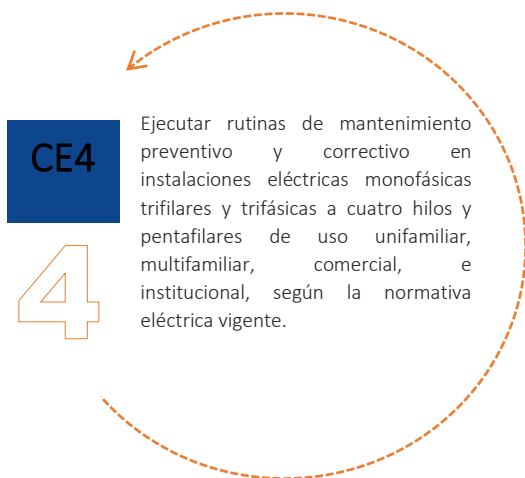 CE4
4
Ejecutar rutinas de mantenimiento
preventivo y correctivo en
instalaciones eléctricas monofásicas
trifilares y trifásicas a cuatro hilos y
pentafilares de uso unifamiliar,
multifamiliar, comercial, e
institucional, según la normativa
eléctrica vigente.